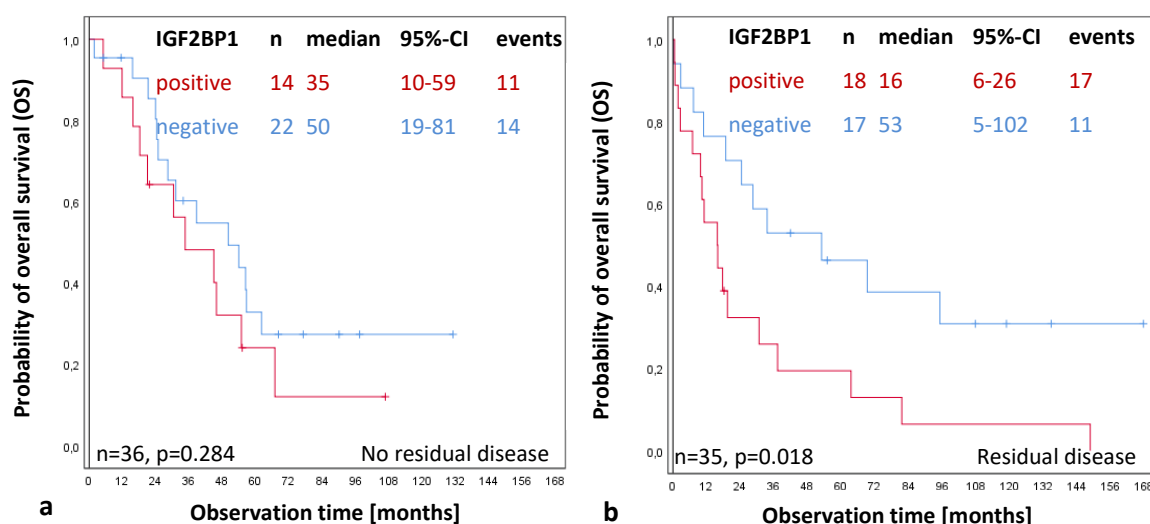 IGF2BP1 n median 95%-CI events
positive 14 35 10-59 11
negative 22 50 19-81 14
1,0
0,8
0,6
0,4
0,2
0,0
Probability of overall survival (OS)
n=36, p=0.284 No residual disease
0 12 24 36 48 60 72 84 96 108 120 132 144 156 168
a
Observation time [months]
IGF2BP1 n median 95%-CI events
positive 18 16 6-26 17
negative 17 53 5-102 11
1,0
0,8
0,6
0,4
0,2
0,0
Probability of overall survival (OS)
n=35, p=0.018 Residual disease
0 12 24 36 48 60 72 84 96 108 120 132 144 156 168
b
Observation time [months]